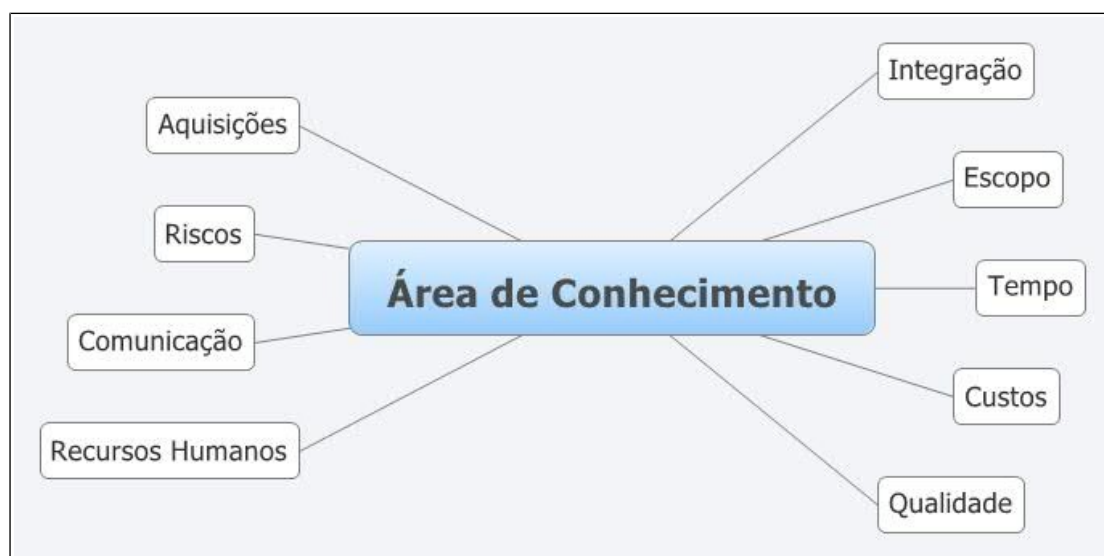 Integração
Aquisições
Escopo
Riscos
Área de Conhecimento
Tempo
Comunicação
Custos
Recursos Humanos
Qualidade